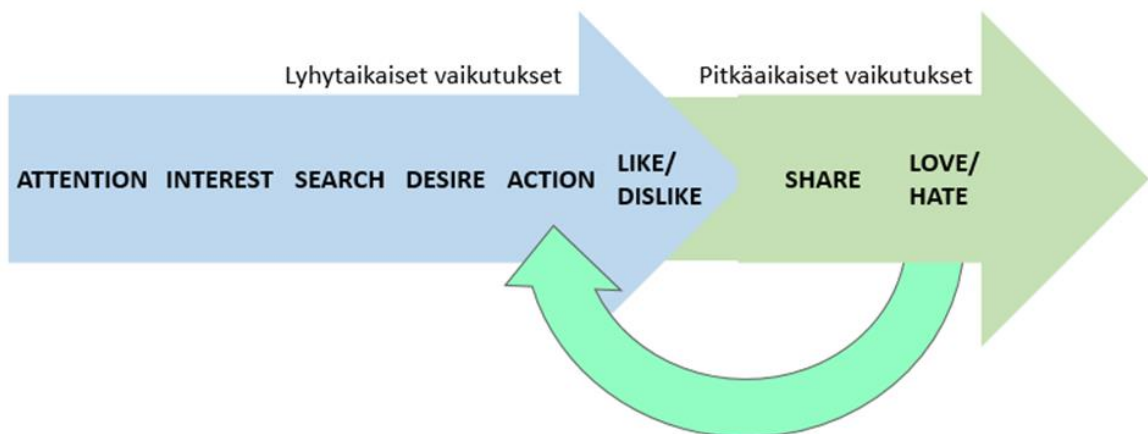 Lyhytaikaiset vaikutukset
Pitkäaikaiset vaikutukset
ATTENTION INTEREST SEARCH DESIRE ACTION
LIKE/
DISLIKE
SHARE
LOVE/
HATE